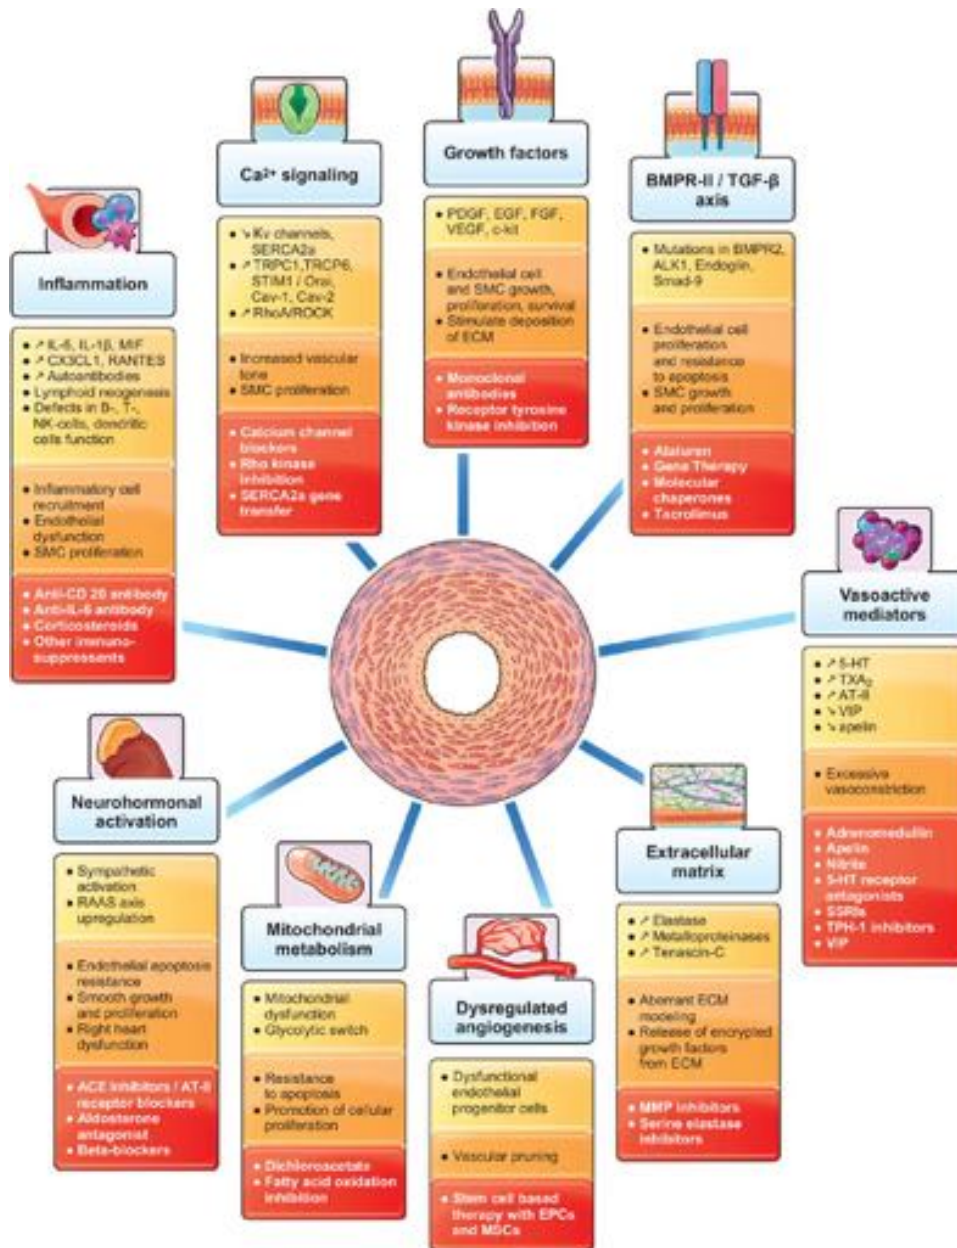 Growth factors
• PDGF, EGF, FGF,
VEGF, c-kit
• Endothelial cell
and SMC growth,
proliferation, survival
• Stimulate deposition
of ECM
• Monoclonal
antibodies
• Receptor tyrosine
kinase inhibition
Ca²⁺ signaling
• ↘ Kv channels,
SERCA2a
• ↗ TRPC1,TRCP6,
STIM1 / Orai,
Cav-1, Cav-2
• ↗ RhoA/ROCK
• Increased vascular
tone
• SMC proliferation
• Calcium channel
blockers
• Rho kinase
inhibition
• SERCA2a gene
transfer
BMPR-II / TGF-β
axis
• Mutations in BMPR2,
ALK1, Endoglin,
Smad-9
• Endothelial cell
proliferation
and resistance
to apoptosis
• SMC growth
and proliferation
• Ataluren
• Gene Therapy
• Molecular
chaperones
• Tacrolimus
Inflammation
• ↗ IL-6, IL-1β, MIF
• ↗ CX3CL1, RANTES
• ↗ Autoantibodies
• Lymphoid neogenesis
• Defects in B-, T-,
NK-cells, dendritic
cells function
• Inflammatory cell
recruitment
• Endothelial
dysfunction
• SMC proliferation
• Anti-CD 20 antibody
• Anti-IL-6 antibody
• Corticosteroids
• Other immuno-
suppressants
Vasoactive
mediators
• ↗ 5-HT
• ↗ TXA₂
• ↗ AT-II
• ↘ VIP
• ↘ apelin
• Excessive
vasoconstriction
• Adrenomedullin
• Apelin
• Nitrite
• 5-HT receptor
antagonists
• SSRIs
• TPH-1 inhibitors
• VIP
Neurohormonal
activation
• Sympathetic
activation
• RAAS axis
upregulation
• Endothelial apoptosis
resistance
• Smooth growth
and proliferation
• Right heart
dysfunction
• ACE inhibitors / AT-II
receptor blockers
• Aldosterone
antagonist
• Beta-blockers
Mitochondrial
metabolism
• Mitochondrial
dysfunction
• Glycolytic switch
• Resistance
to apoptosis
• Promotion of cellular
proliferation
• Dichloroacetate
• Fatty acid oxidation
inhibition
Dysregulated
angiogenesis
• Dysfunctional
endothelial
progenitor cells
• Vascular pruning
• Stem cell based
therapy with EPCs
and MSCs
Extracellular
matrix
• ↗ Elastase
• ↗ Metalloproteinases
• ↗ Tenascin-C
• Aberrant ECM
modeling
• Release of encrypted
growth factors
from ECM
• MMP inhibitors
• Serine elastase
inhibitors